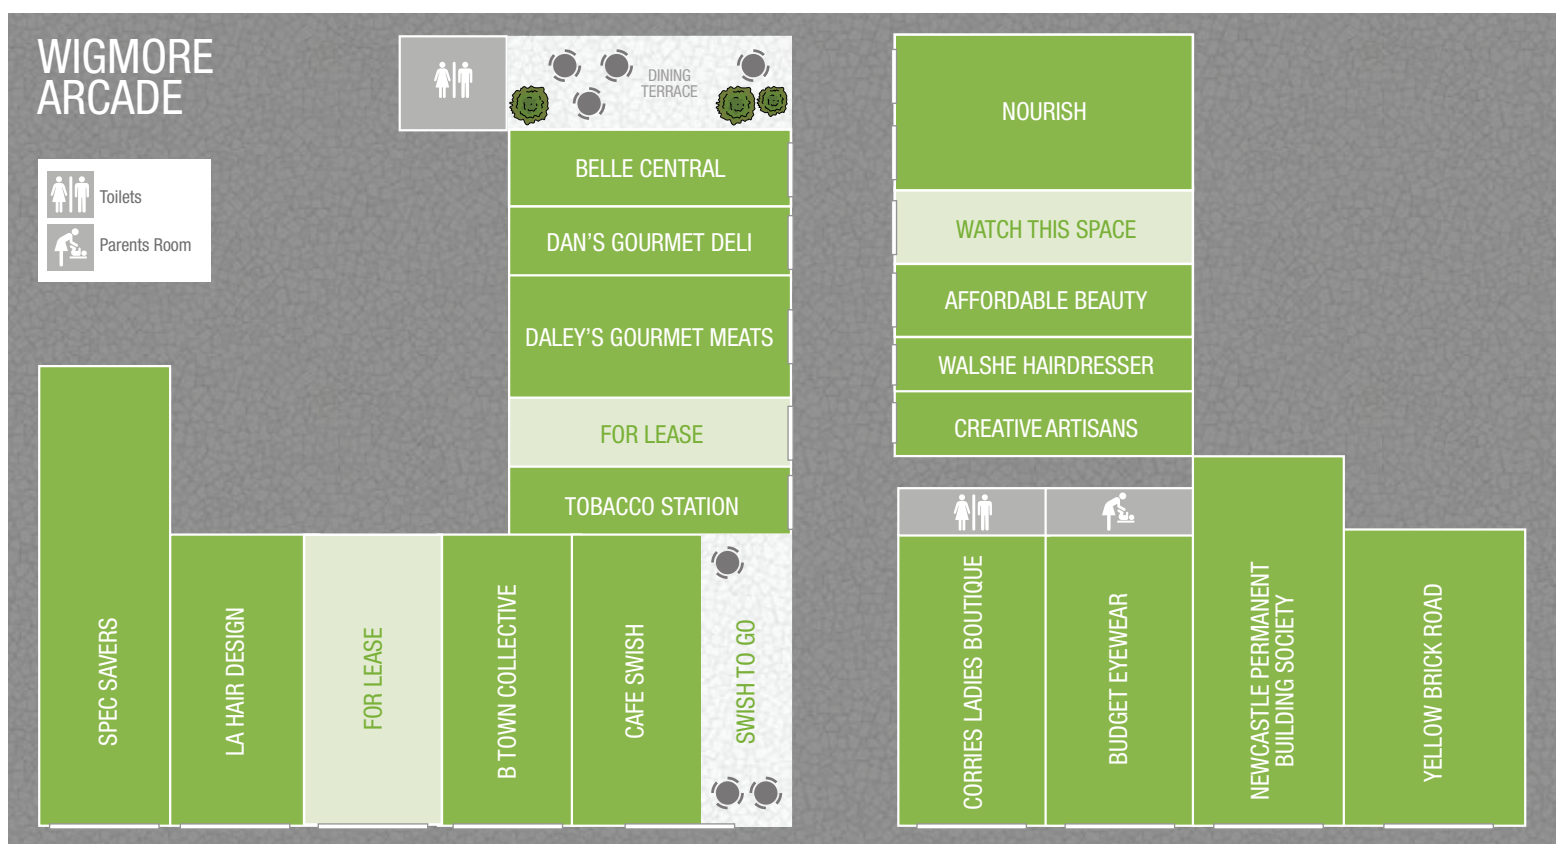 WIGMORE
ARCADE
Toilets
Parents Room
DINING
TERRACE
BELLE CENTRAL
DAN'S GOURMET DELI
DALEY'S GOURMET MEATS
FOR LEASE
TOBACCO STATION
SPEC SAVERS
LA HAIR DESIGN
FOR LEASE
B TOWN COLLECTIVE
CAFE SWISH
SWISH TO GO
NOURISH
WATCH THIS SPACE
AFFORDABLE BEAUTY
WALSHE HAIRDRESSER
CREATIVE ARTISANS
CORRIES LADIES BOUTIQUE
BUDGET EYEWEAR
NEWCASTLE PERMANENT
BUILDING SOCIETY
YELLOW BRICK ROAD